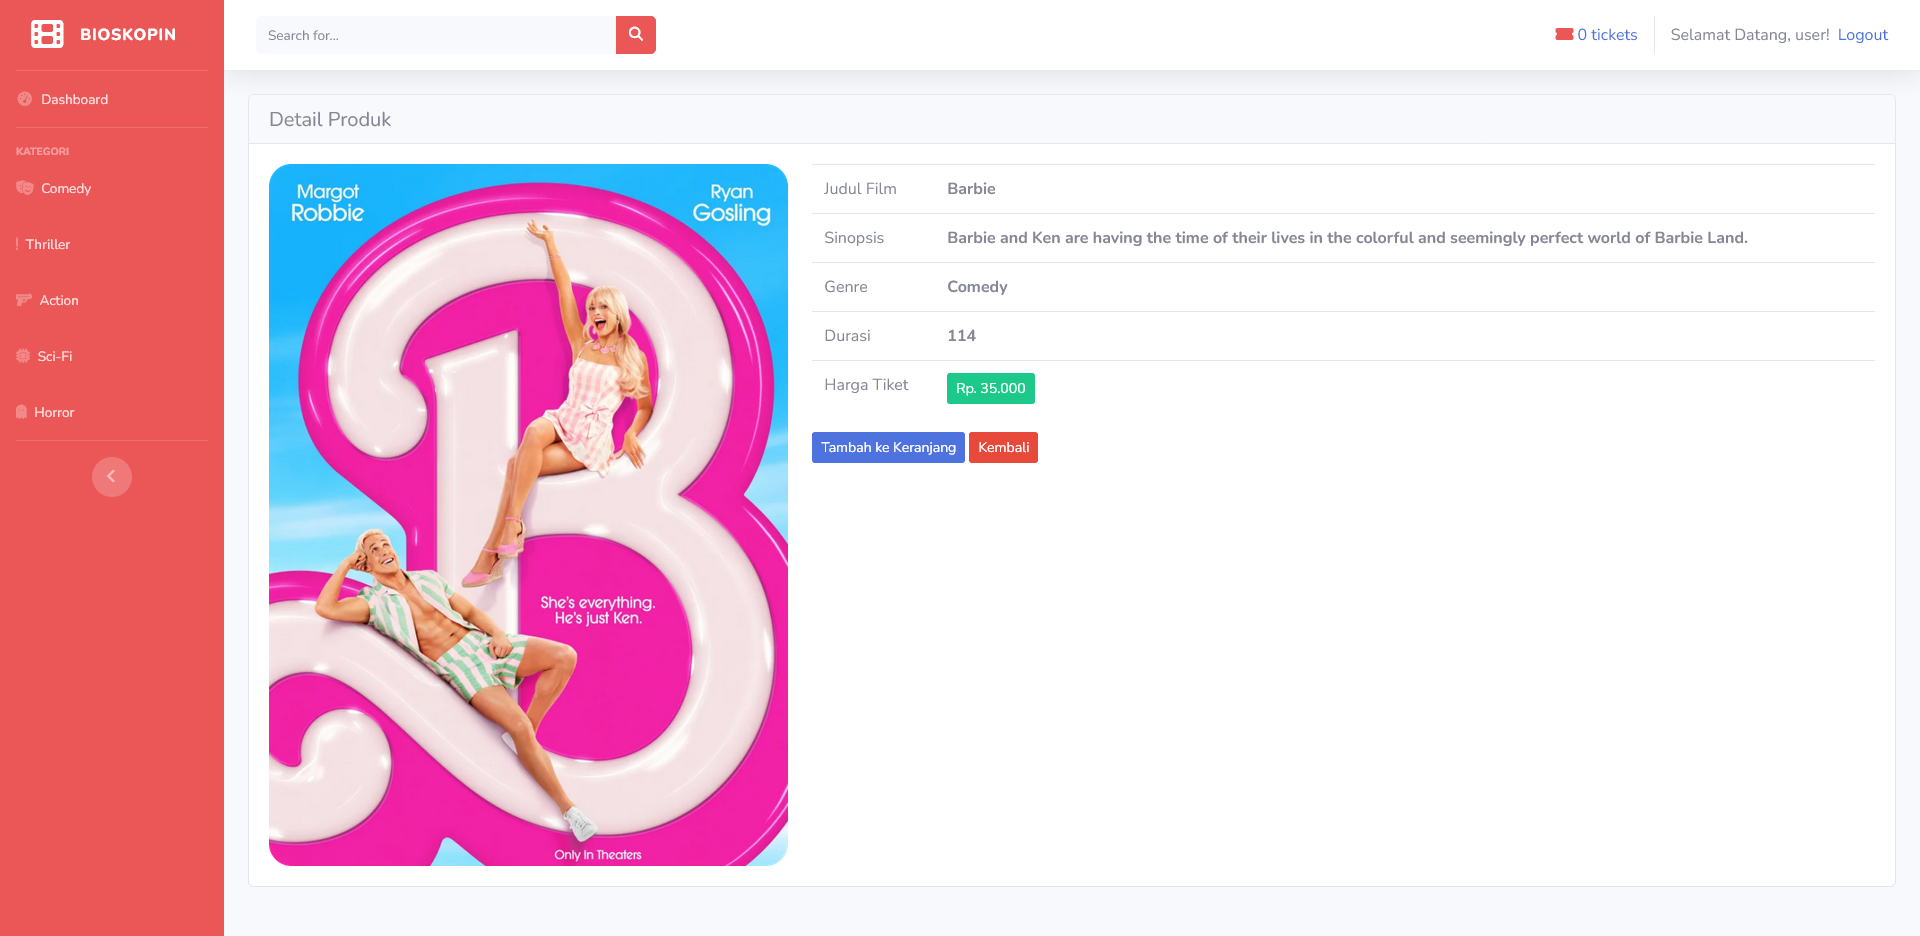 BIOSKOPIN
Search for...
0 tickets
Selamat Datang, user! Logout
Dashboard
KATEGORI
Comedy
Thriller
Action
Sci-Fi
Horror
Detail Produk
Margot
Robbie
Ryan
Gosling
She's everything.
He's just Ken.
Only In Theaters
Judul Film Barbie
Sinopsis Barbie and Ken are having the time of their lives in the colorful and seemingly perfect world of Barbie Land.
Genre Comedy
Durasi 114
Harga Tiket Rp. 35.000
Tambah ke Keranjang Kembali